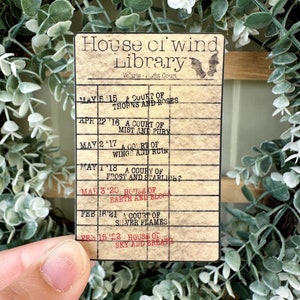 House of Wind
Library
Velaris - Night Court
MAY 5 '15 A COURT OF
THORNS AND ROSES
APR 22 '16 A COURT OF
MIST AND FURY
MAY 2 '17 A COURT OF
WINGS AND RUIN
MAY 1 '18 A COURT OF
FROST AND STARLIGHT
MAR 3 '20 HOUSE OF
EARTH AND BLOOD
FEB 16 '21 A COURT OF
SILVER FLAMES
FEB 15 '22 HOUSE OF
SKY AND BREATH